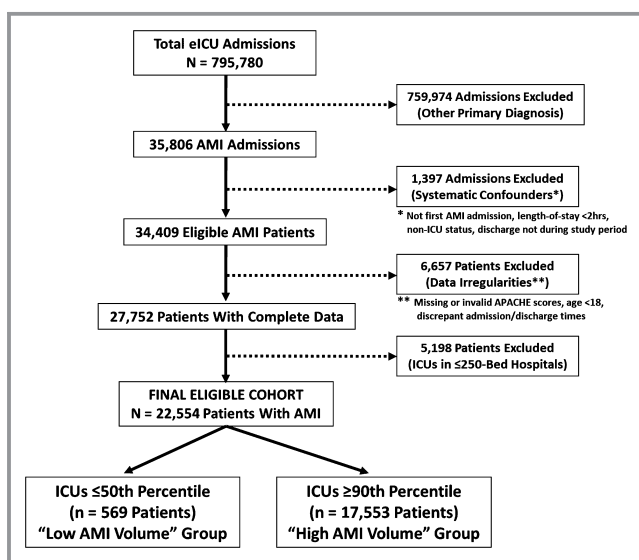 Total eICU Admissions
N = 795,780
759,974 Admissions Excluded
(Other Primary Diagnosis)
35,806 AMI Admissions
1,397 Admissions Excluded
(Systematic Confounders*)
* Not first AMI admission, length-of-stay <2hrs,
non-ICU status, discharge not during study period
34,409 Eligible AMI Patients
6,657 Patients Excluded
(Data Irregularities**)
** Missing or invalid APACHE scores, age <18,
discrepant admission/discharge times
27,752 Patients With Complete Data
5,198 Patients Excluded
(ICUs in ≤250-Bed Hospitals)
FINAL ELIGIBLE COHORT
N = 22,554 Patients With AMI
ICUs ≤50th Percentile
(n = 569 Patients)
“Low AMI Volume” Group
ICUs ≥90th Percentile
(n = 17,553 Patients)
“High AMI Volume” Group